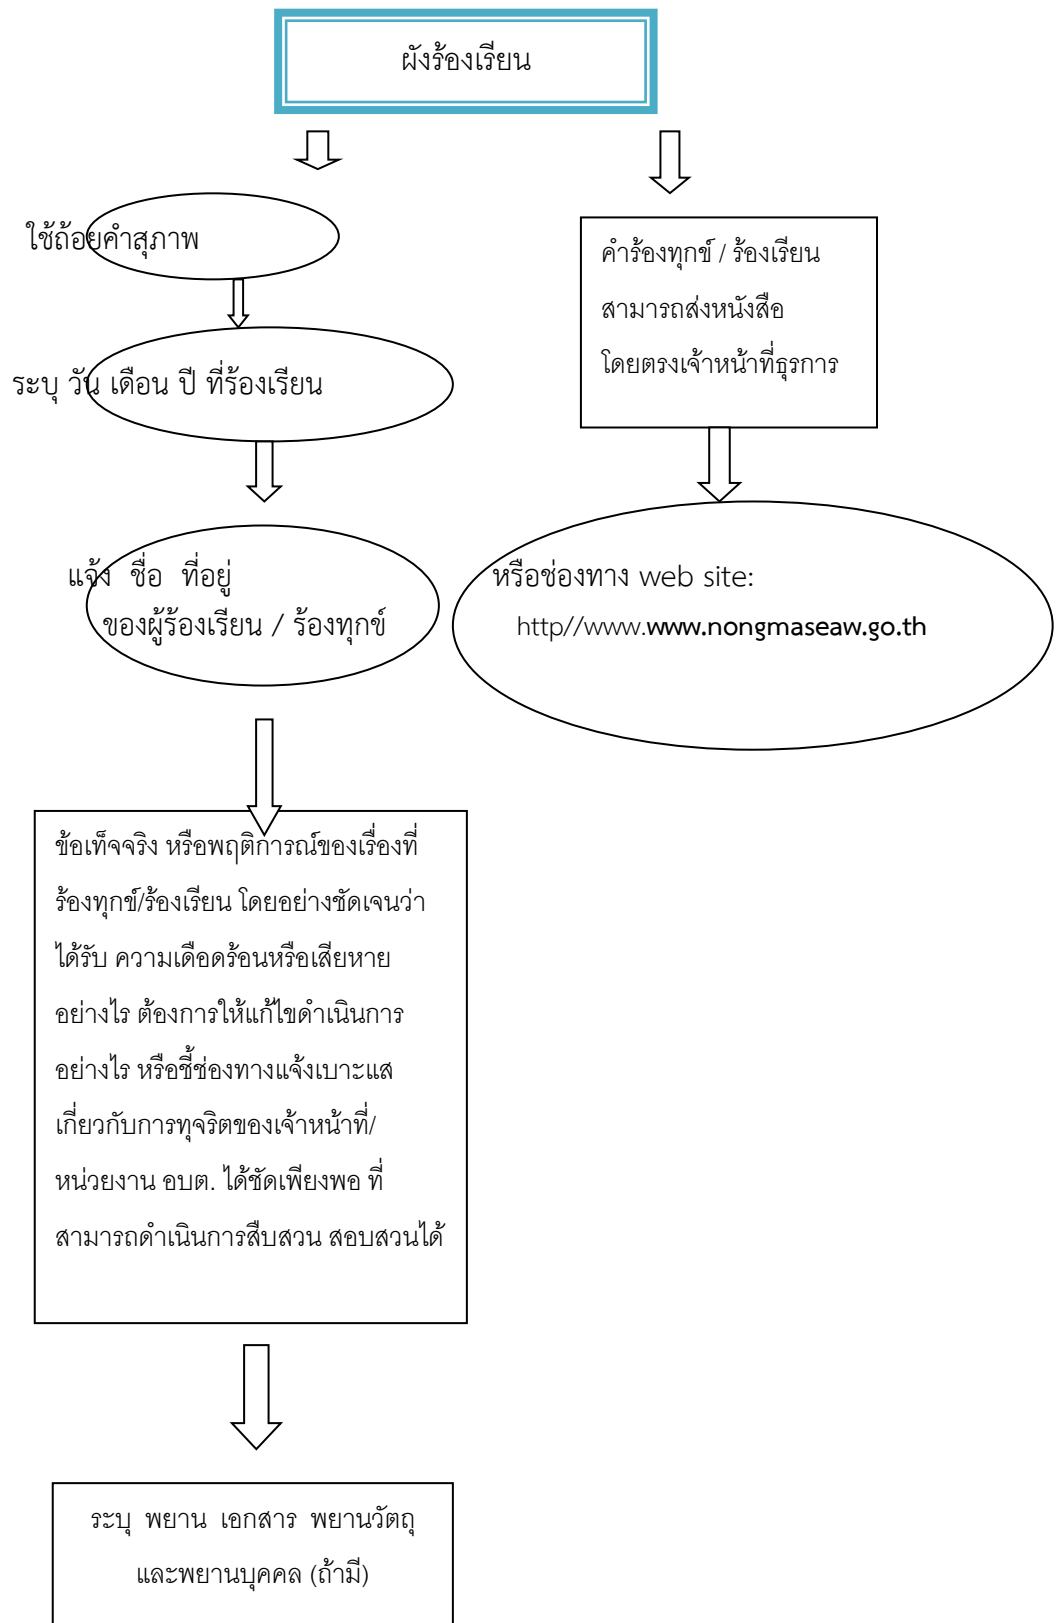 ผังร้องเรียน
ใช้ถ้อยคำสุภาพ
ระบุ วัน เดือน ปี ที่ร้องเรียน
แจ้ง ชื่อ ที่อยู่
ของผู้ร้องเรียน / ร้องทุกข์
ข้อเท็จจริง หรือพฤติการณ์ของเรื่องที่
ร้องทุกข์/ร้องเรียน โดยอย่างชัดเจนว่า
ได้รับ ความเดือดร้อนหรือเสียหาย
อย่างไร ต้องการให้แก้ไขดำเนินการ
อย่างไร หรือชี้ช่องทางแจ้งเบาะแส
เกี่ยวกับการทุจริตของเจ้าหน้าที่/
หน่วยงาน อบต. ได้ชัดเพียงพอ ที่
สามารถดำเนินการสืบสวน สอบสวนได้
ระบุ พยาน เอกสาร พยานวัตถุ
และพยานบุคคล (ถ้ามี)
คำร้องทุกข์ / ร้องเรียน
สามารถส่งหนังสือ
โดยตรงเจ้าหน้าที่ธุรการ
หรือช่องทาง web site:
http//www.www.nongmaseaw.go.th